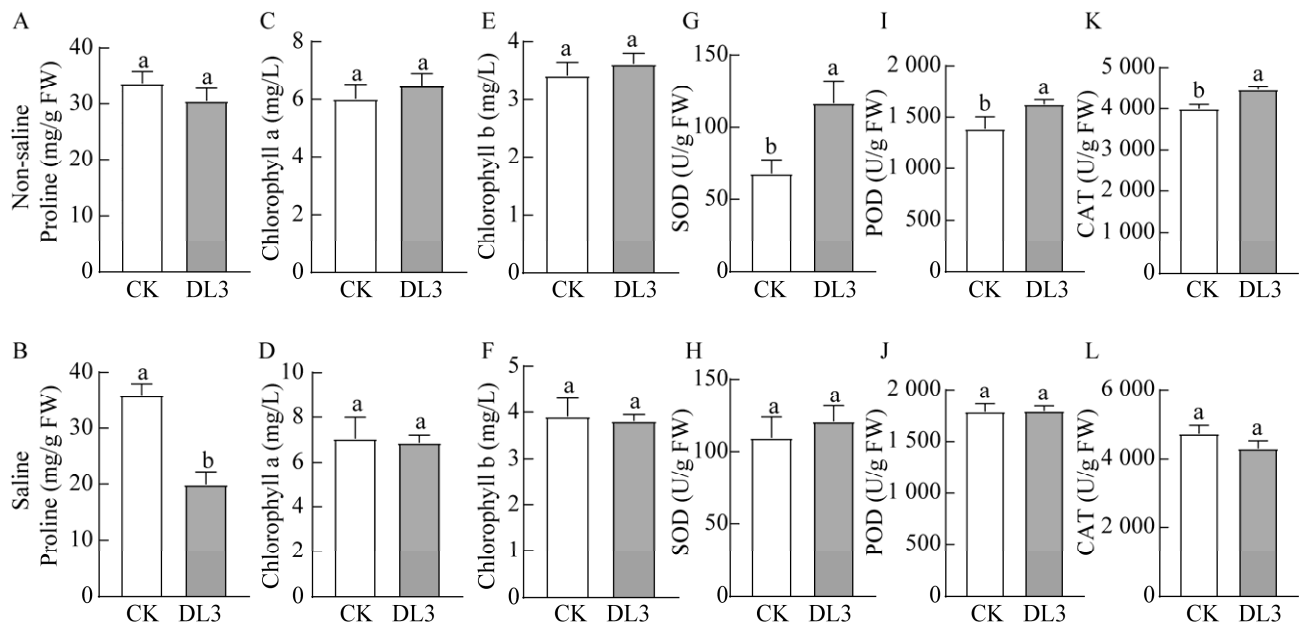 A
Non-saline
Proline (mg/g FW)
40
30
20
10
0
a
a
CK DL3
C
Chlorophyll a (mg/L)
8
6
4
2
0
a
a
CK DL3
E
Chlorophyll b (mg/L)
4
3
2
1
0
a
a
CK DL3
G
SOD (U/g FW)
150
100
50
0
b
a
CK DL3
I
POD (U/g FW)
2 000
1 500
1 000
500
0
b
a
CK DL3
K
CAT (U/g FW)
5 000
4 000
3 000
2 000
1 000
0
b
a
CK DL3
B
Saline
Proline (mg/g FW)
40
30
20
10
0
a
b
CK DL3
D
Chlorophyll a (mg/L)
10
8
6
4
2
0
a
a
CK DL3
F
Chlorophyll b (mg/L)
5
4
3
2
1
0
a
a
CK DL3
H
SOD (U/g FW)
150
100
50
0
a
a
CK DL3
J
POD (U/g FW)
2 000
1 500
1 000
500
0
a
a
CK DL3
L
CAT (U/g FW)
6 000
4 000
2 000
0
a
a
CK DL3